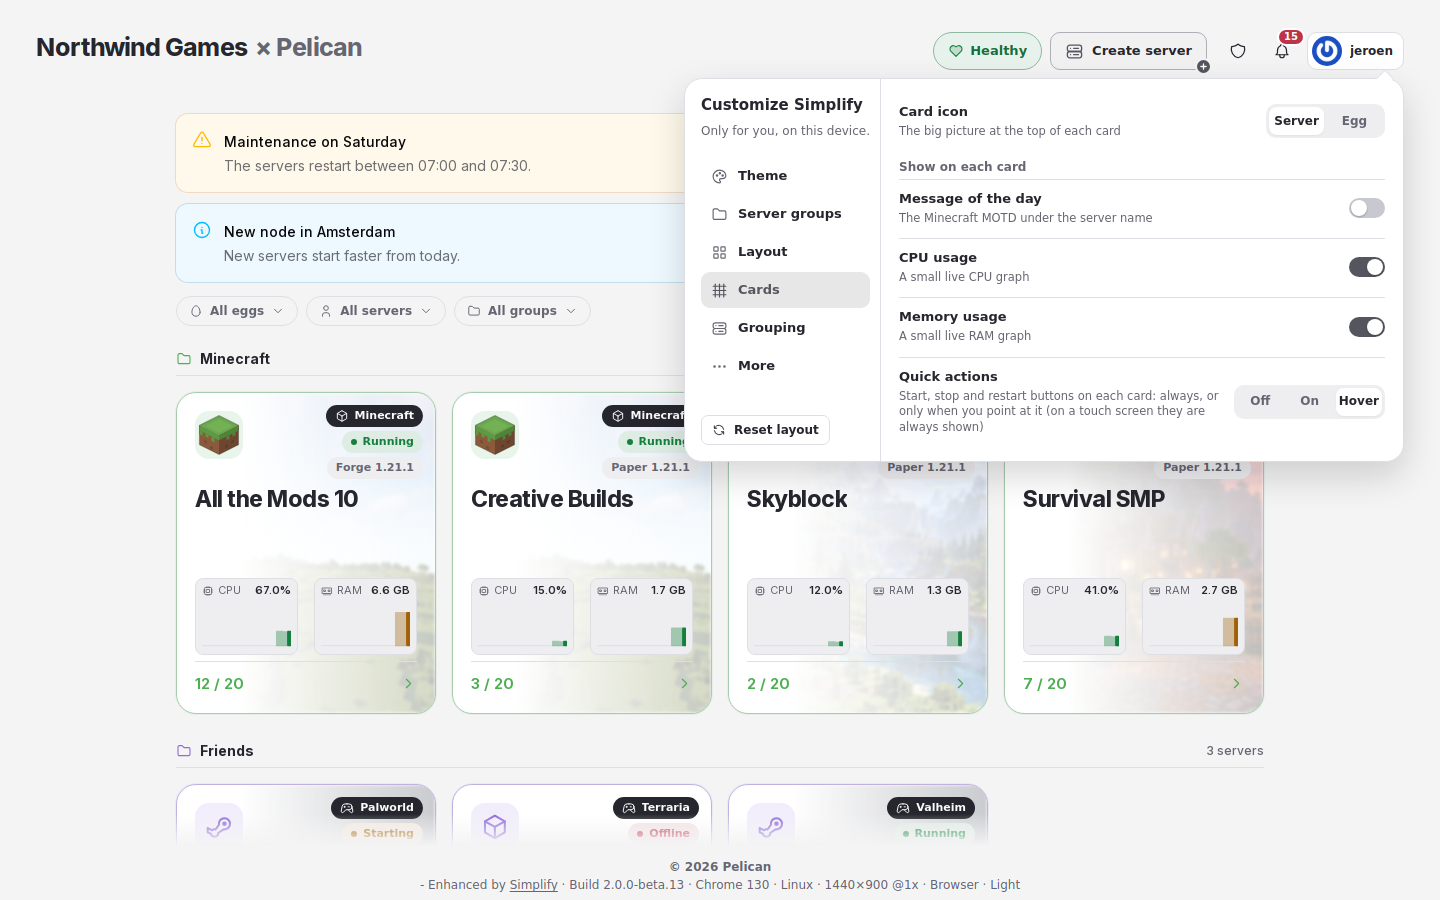 Northwind Games × Pelican
Healthy
Create server
15
jeroen
Maintenance on Saturday
The servers restart between 07:00 and 07:30.
New node in Amsterdam
New servers start faster from today.
All eggs
All servers
All groups
Customize Simplify
Only for you, on this device.
Theme
Server groups
Layout
Cards
Grouping
More
Reset layout
Card icon
The big picture at the top of each card
Server
Egg
Show on each card
Message of the day
The Minecraft MOTD under the server name
CPU usage
A small live CPU graph
Memory usage
A small live RAM graph
Quick actions
Start, stop and restart buttons on each card: always, or
only when you point at it (on a touch screen they are
always shown)
Off
On
Hover
Minecraft
Minecraft
Running
Forge 1.21.1
All the Mods 10
CPU 67.0%
RAM 6.6 GB
12 / 20
Minecraf
Running
Paper 1.21.1
Creative Builds
CPU 15.0%
RAM 1.7 GB
3 / 20
Paper 1.21.1
Skyblock
CPU 12.0%
RAM 1.3 GB
2 / 20
Paper 1.21.1
Survival SMP
CPU 41.0%
RAM 2.7 GB
7 / 20
Friends
3 servers
Palworld
Starting
Terraria
Offline
Valheim
Running
© 2026 Pelican
- Enhanced by Simplify · Build 2.0.0-beta.13 · Chrome 130 · Linux · 1440×900 @1x · Browser · Light